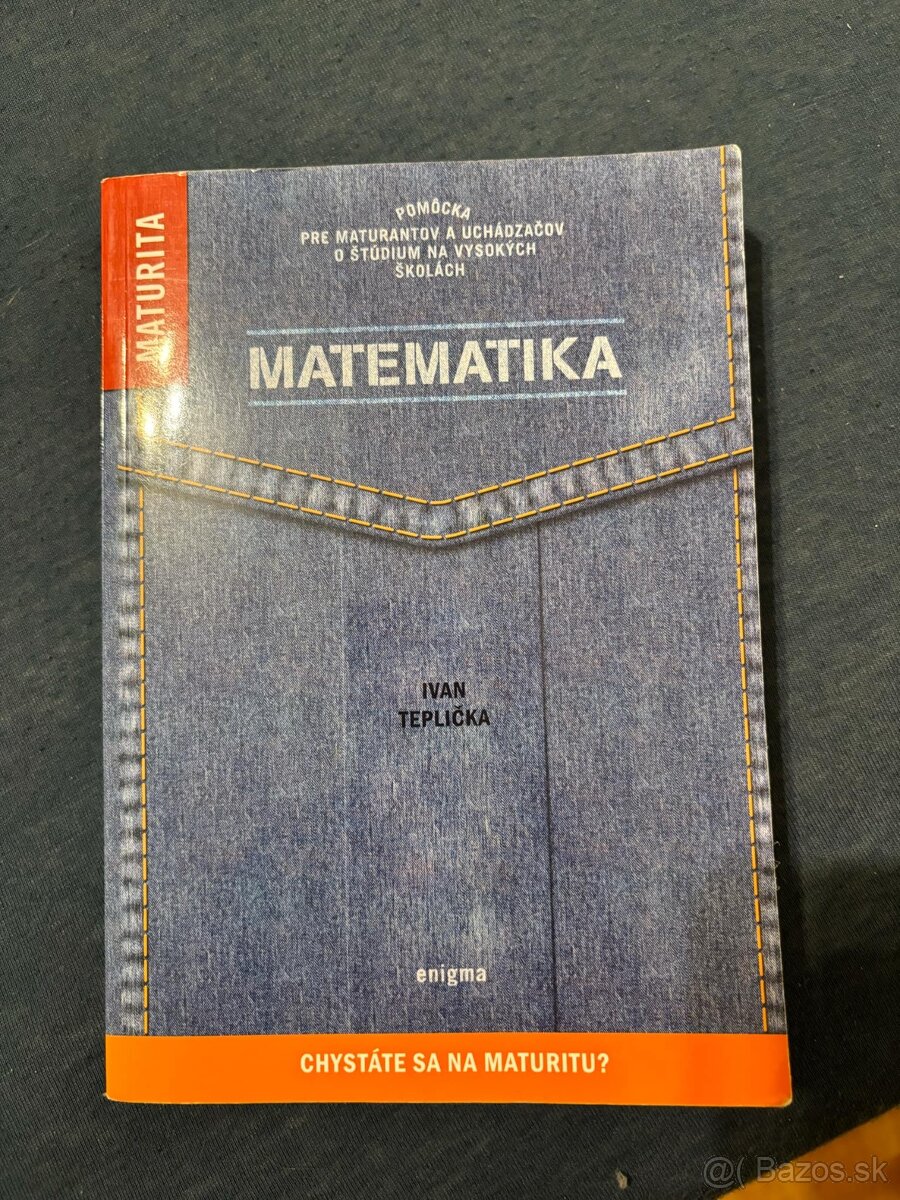 MATURITA
POMÔCKA
PRE MATURANTOV A UCHÁDZAČOV
O ŠTÚDIUM NA VYSOKÝCH
ŠKOLÁCH
MATEMATIKA
IVAN
TEPLIČKA
enigma
CHYSTÁTE SA NA MATURITU?
@( Bazos.sk